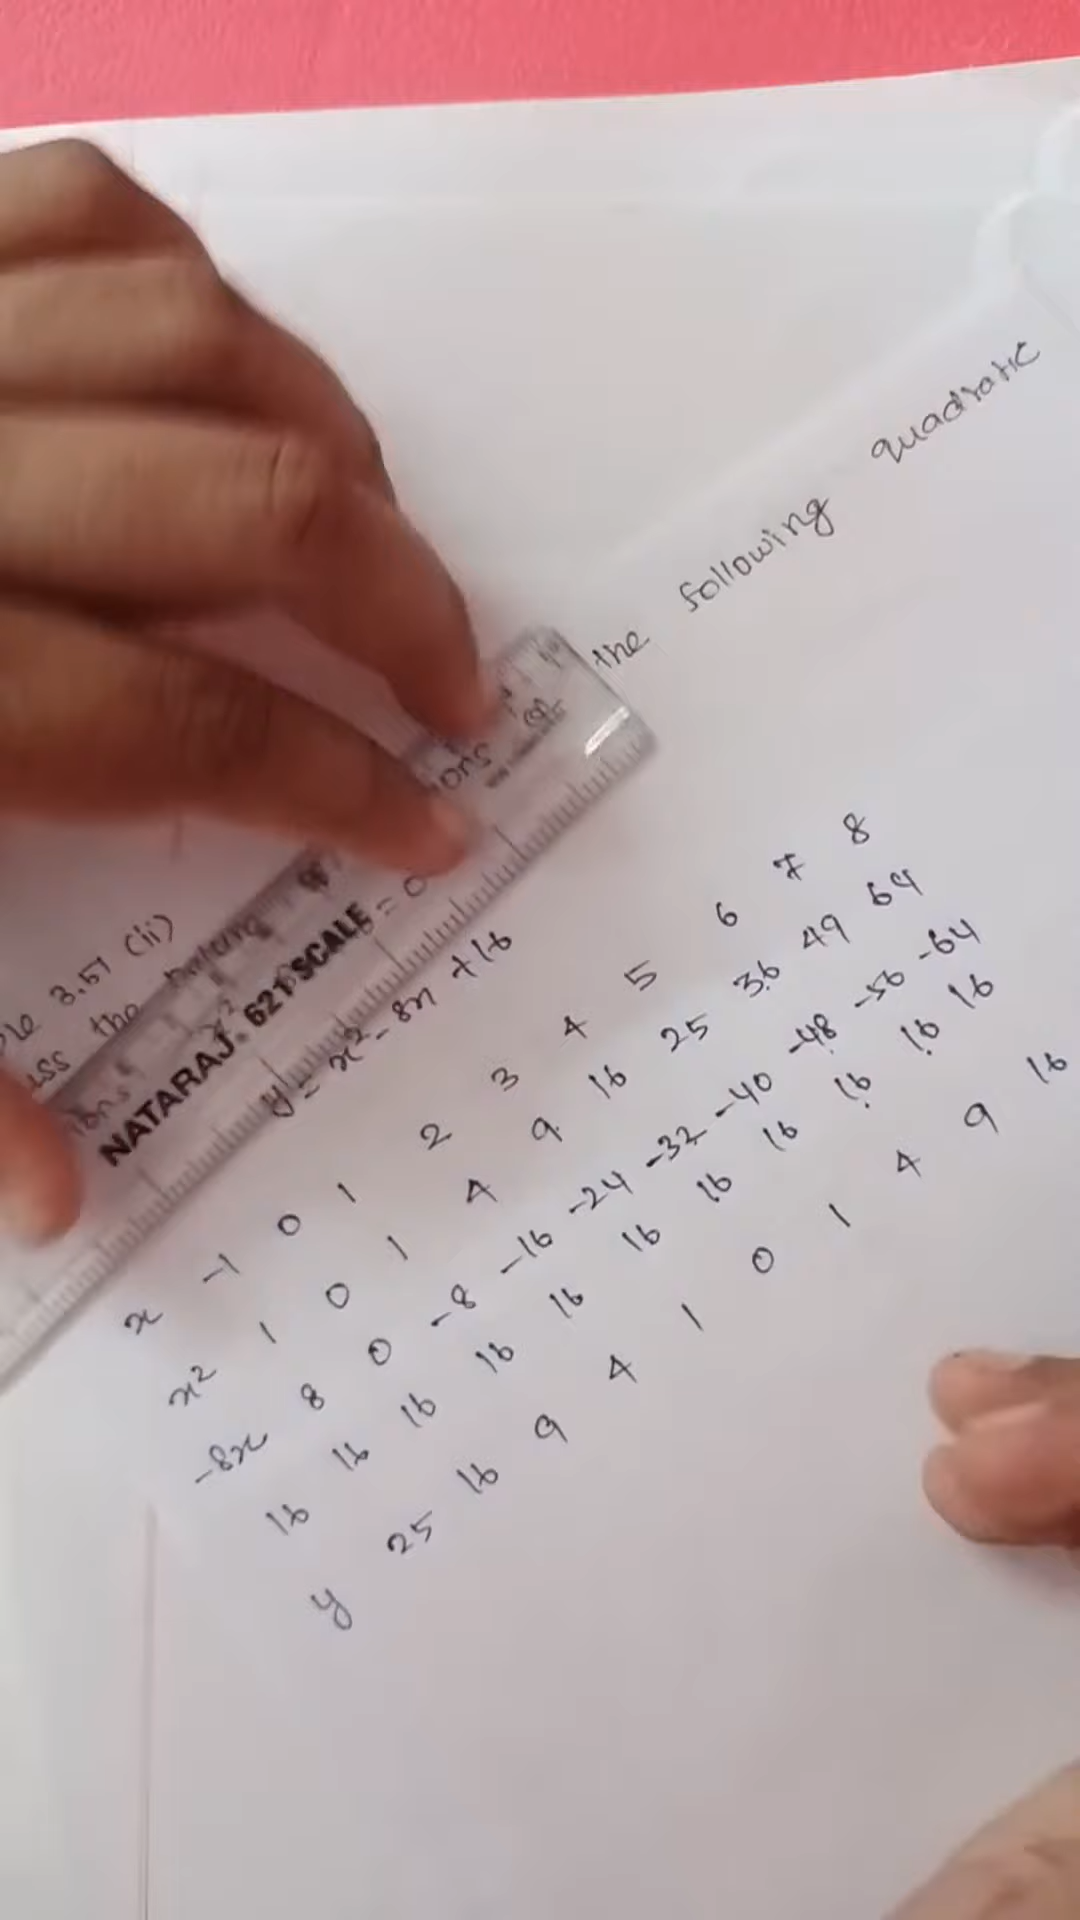 3.51 (ii)
the
the following quadratic
= 0
NATARAJ. 621 SCALE
y = x² - 8x + 16
x -1 0 1 2 3 4 5 6 7 8
x² 1 0 1 4 9 16 25 36 49 64
-8x 8 0 -8 -16 -24 -32 -40 -48 -56 -64
16 16 16 16 16 16 16 16 16 16 16
y 25 16 9 4 1 0 1 4 9 16